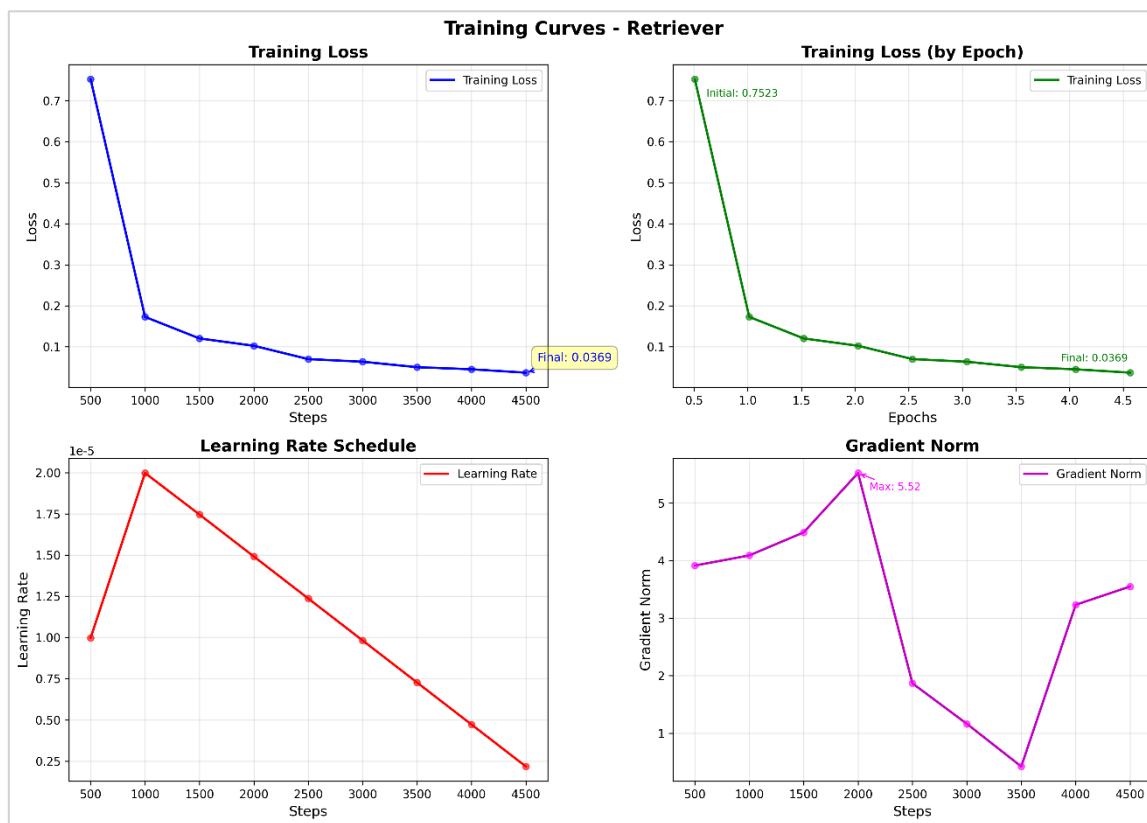 Training Curves - Retriever
Training Loss
Training Loss
0.7
0.6
0.5
0.4
0.3
0.2
0.1
Loss
Final: 0.0369
500 1000 1500 2000 2500 3000 3500 4000 4500
Steps
Training Loss (by Epoch)
Training Loss
Initial: 0.7523
0.7
0.6
0.5
0.4
0.3
0.2
0.1
Loss
Final: 0.0369
0.5 1.0 1.5 2.0 2.5 3.0 3.5 4.0 4.5
Epochs
Learning Rate Schedule
1e-5
Learning Rate
2.00
1.75
1.50
1.25
1.00
0.75
0.50
0.25
Learning Rate
500 1000 1500 2000 2500 3000 3500 4000 4500
Steps
Gradient Norm
Gradient Norm
Max: 5.52
5
4
3
2
1
Gradient Norm
500 1000 1500 2000 2500 3000 3500 4000 4500
Steps